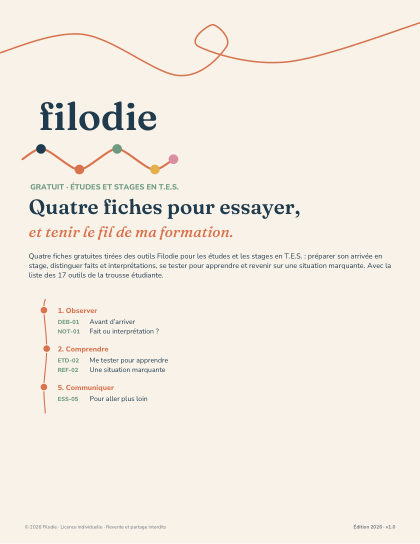 filodie
GRATUIT · ÉTUDES ET STAGES EN T.E.S.
Quatre fiches pour essayer,
et tenir le fil de ma formation.
Quatre fiches gratuites tirées des outils Filodie pour les études et les stages en T.E.S. : préparer son arrivée en
stage, distinguer faits et interprétations, se tester pour apprendre et revenir sur une situation marquante. Avec la
liste des 17 outils de la trousse étudiante.
1. Observer
DEB-01 Avant d'arriver
NOT-01 Fait ou interprétation ?
2. Comprendre
ETD-02 Me tester pour apprendre
REF-02 Une situation marquante
5. Communiquer
ESS-05 Pour aller plus loin
© 2026 Filodie · Licence individuelle · Revente et partage interdits
Édition 2026 · v1.0